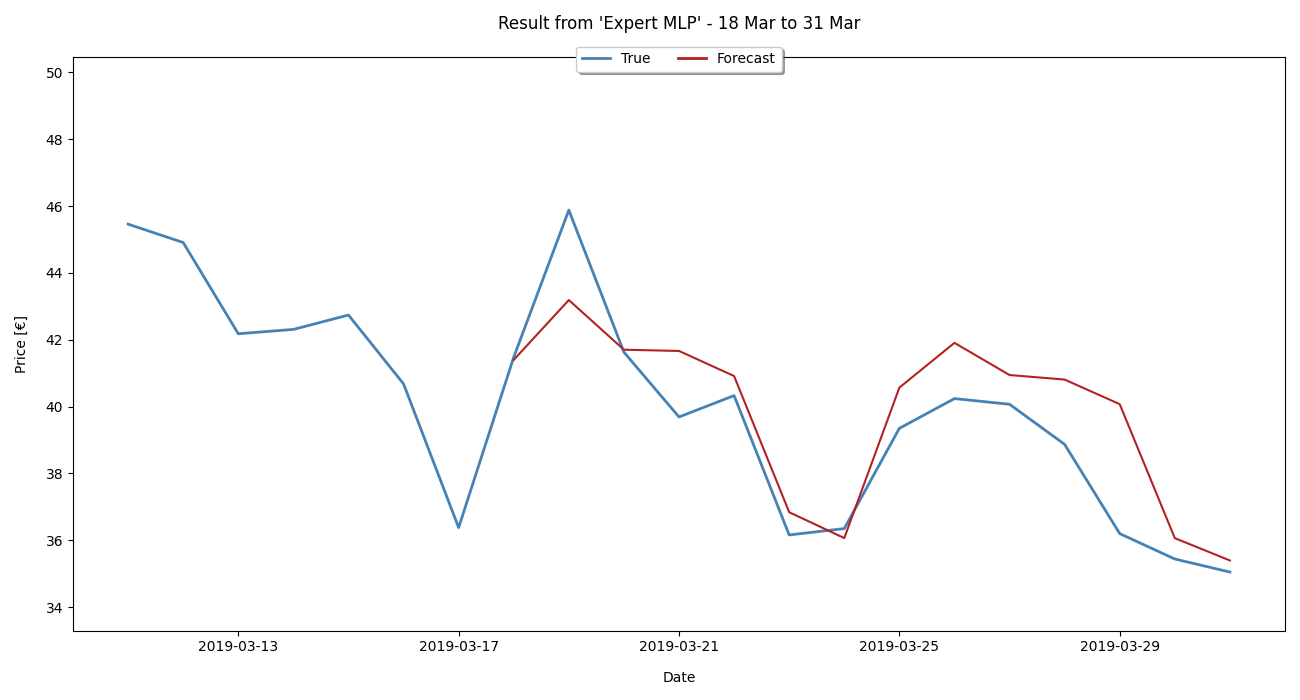 Result from 'Expert MLP' - 18 Mar to 31 Mar
True Forecast
50
48
46
44
42
40
38
36
34
Price [€]
2019-03-13 2019-03-17 2019-03-21 2019-03-25 2019-03-29
Date